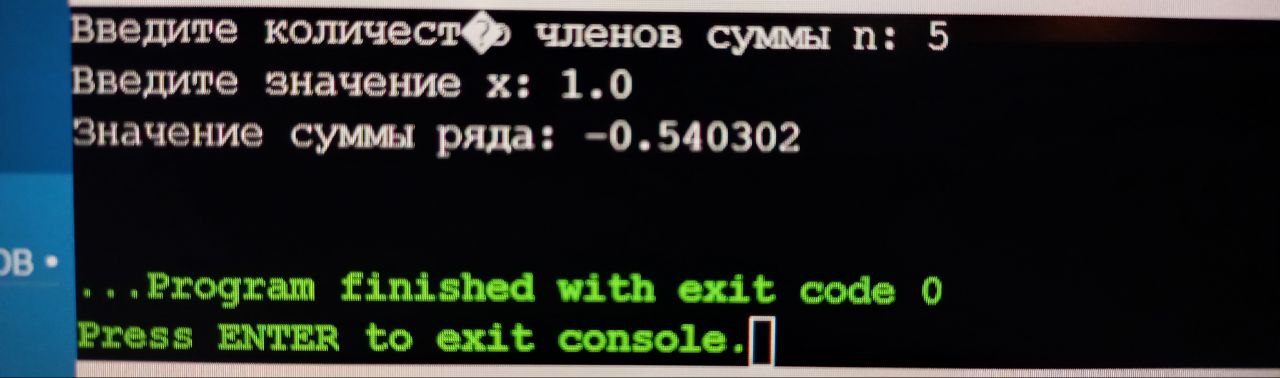 Введите количест�о членов суммы n: 5
Введите значение x: 1.0
Значение суммы ряда: -0.540302
ов •
...Program finished with exit code 0
Press ENTER to exit console.